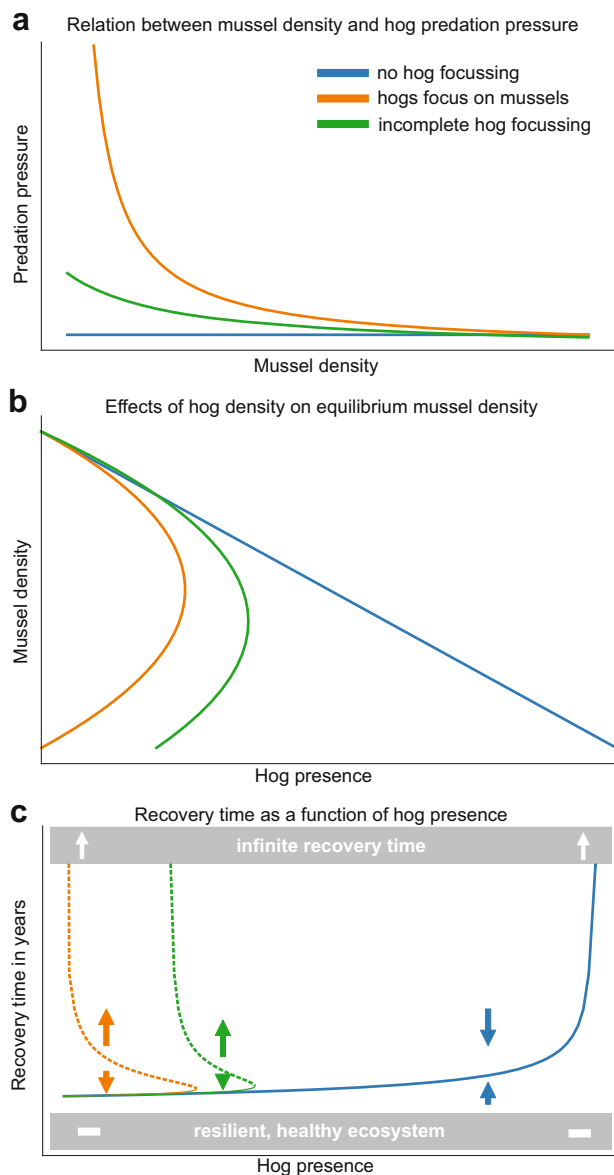 a Relation between mussel density and hog predation pressure
no hog focussing
hogs focus on mussels
incomplete hog focussing
Predation pressure
Mussel density
b Effects of hog density on equilibrium mussel density
Mussel density
Hog presence
c Recovery time as a function of hog presence
infinite recovery time
Recovery time in years
resilient, healthy ecosystem
Hog presence